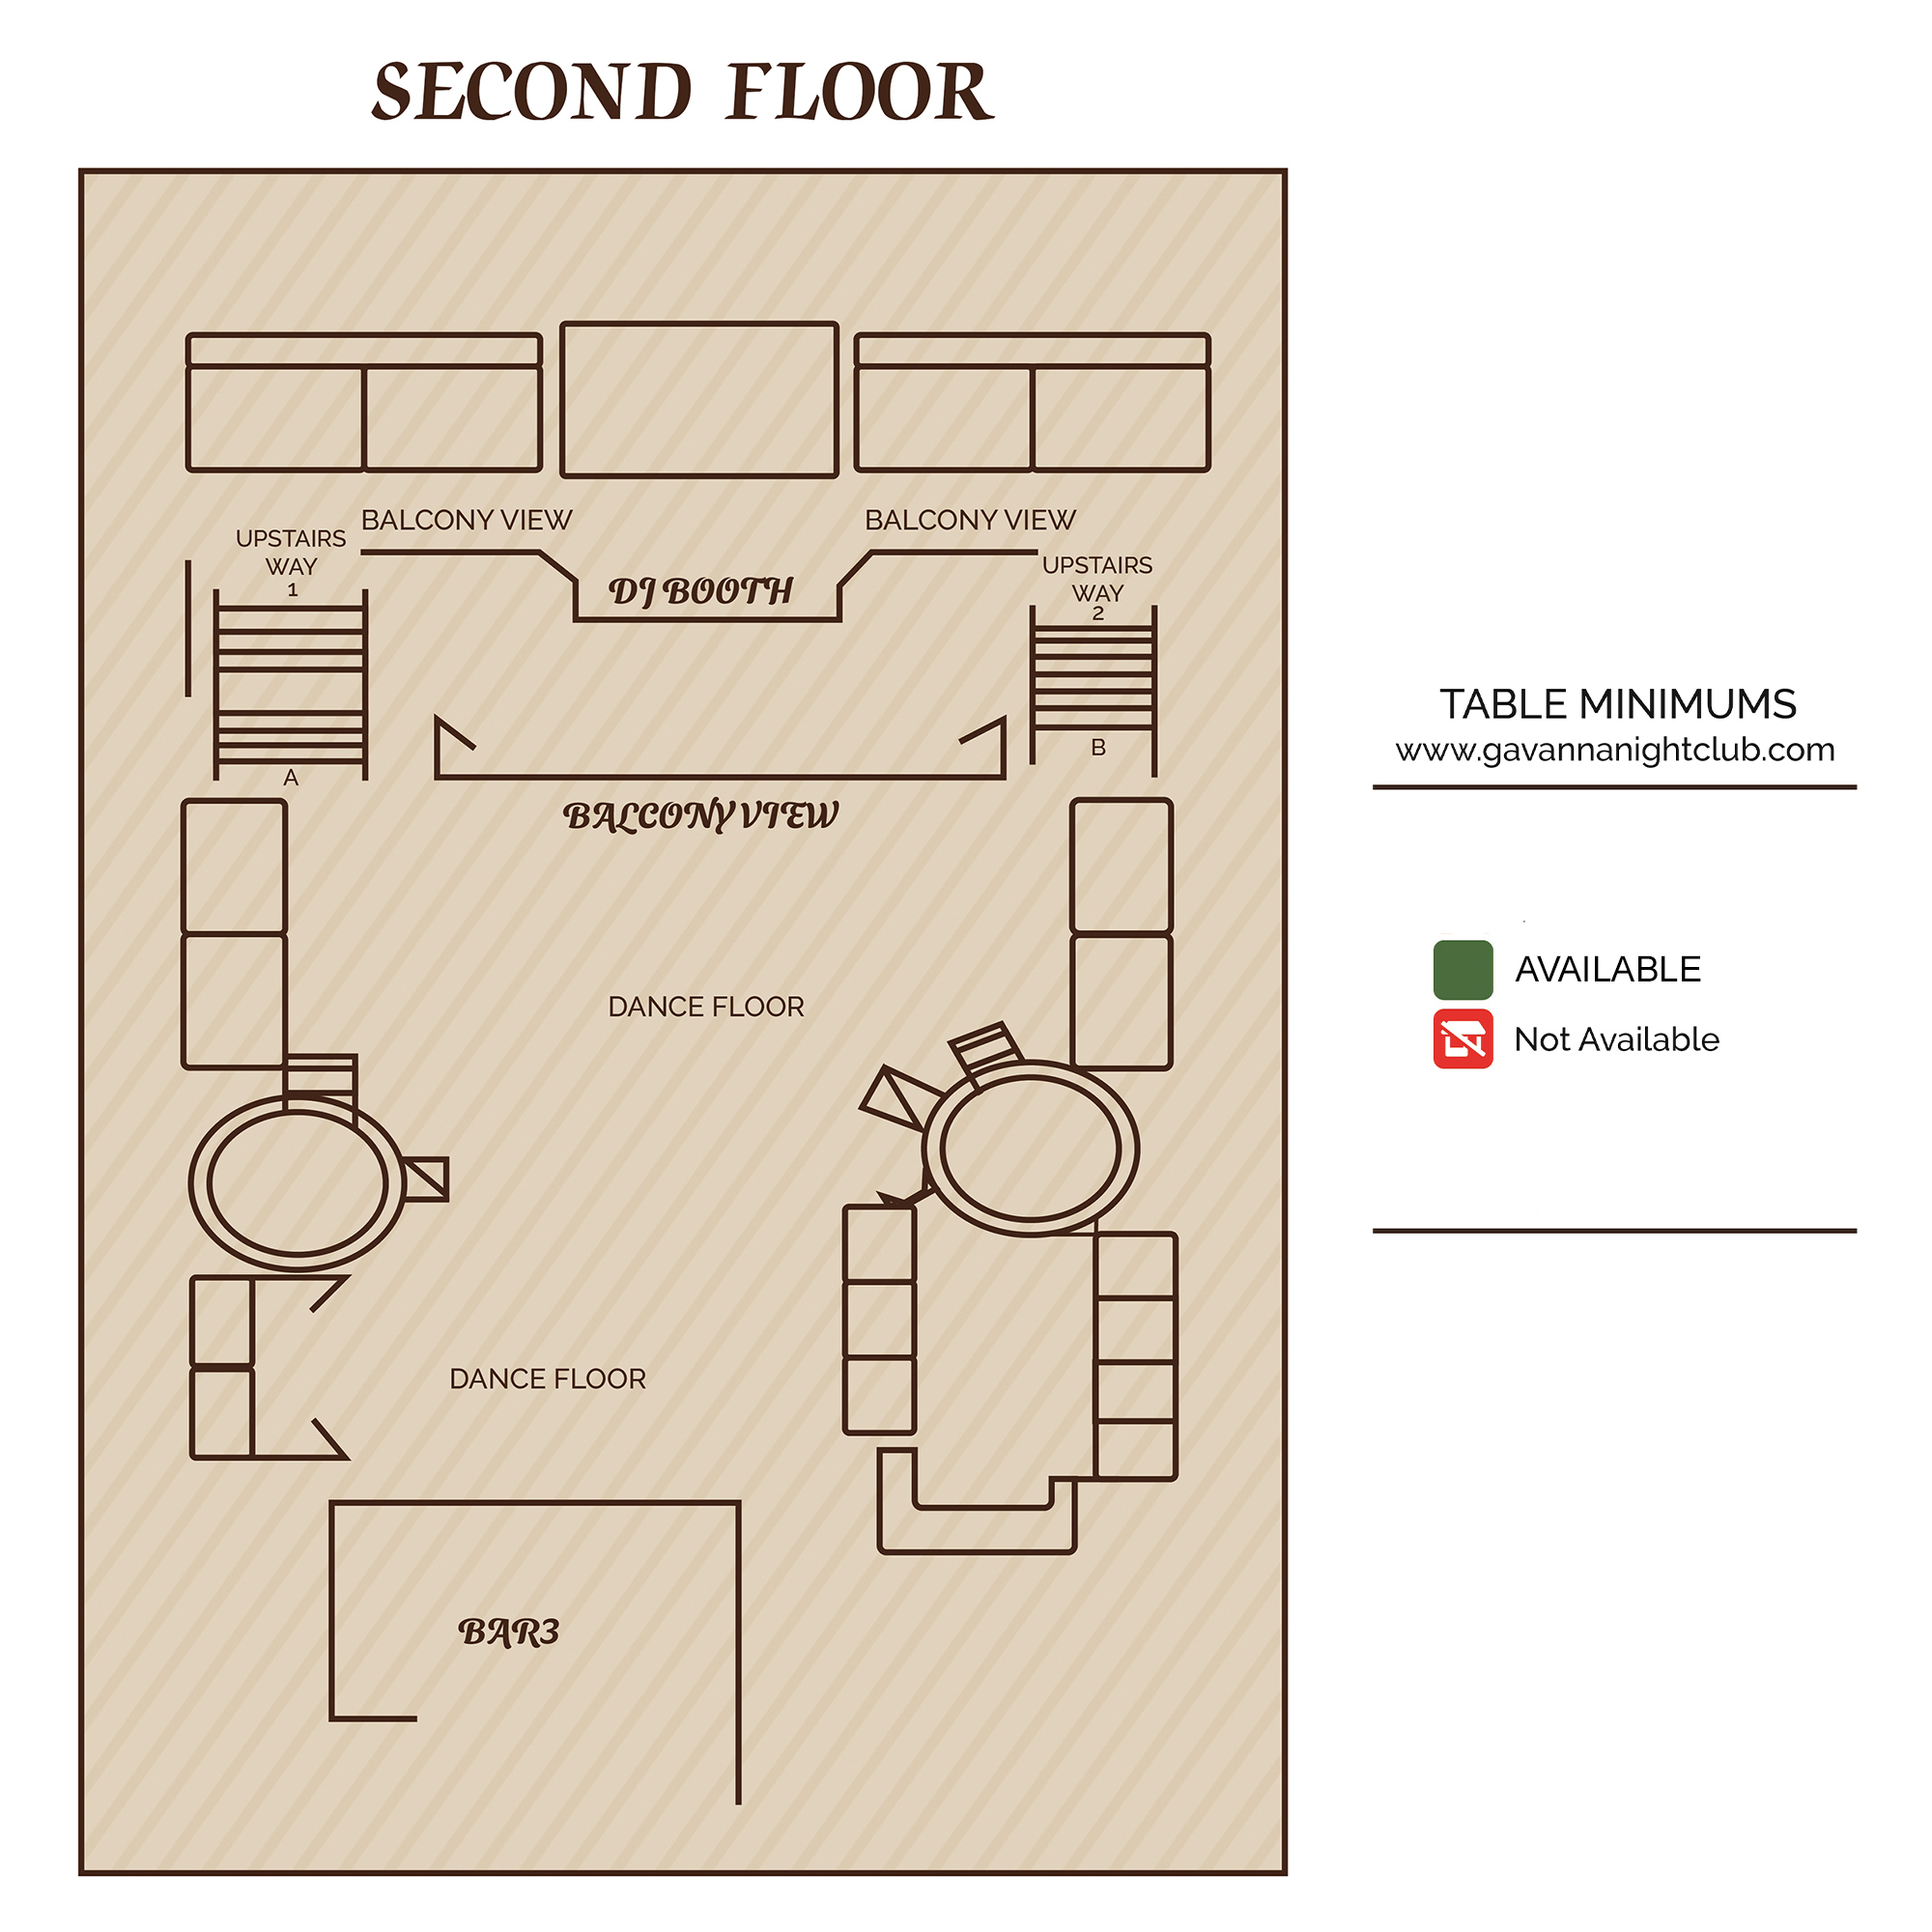 SECOND FLOOR
BALCONY VIEW
BALCONY VIEW
UPSTAIRS
WAY
1
DJ BOOTH
UPSTAIRS
WAY
2
A
B
BALCONY VIEW
DANCE FLOOR
DANCE FLOOR
BAR3
TABLE MINIMUMS
www.gavannanightclub.com
AVAILABLE
Not Available